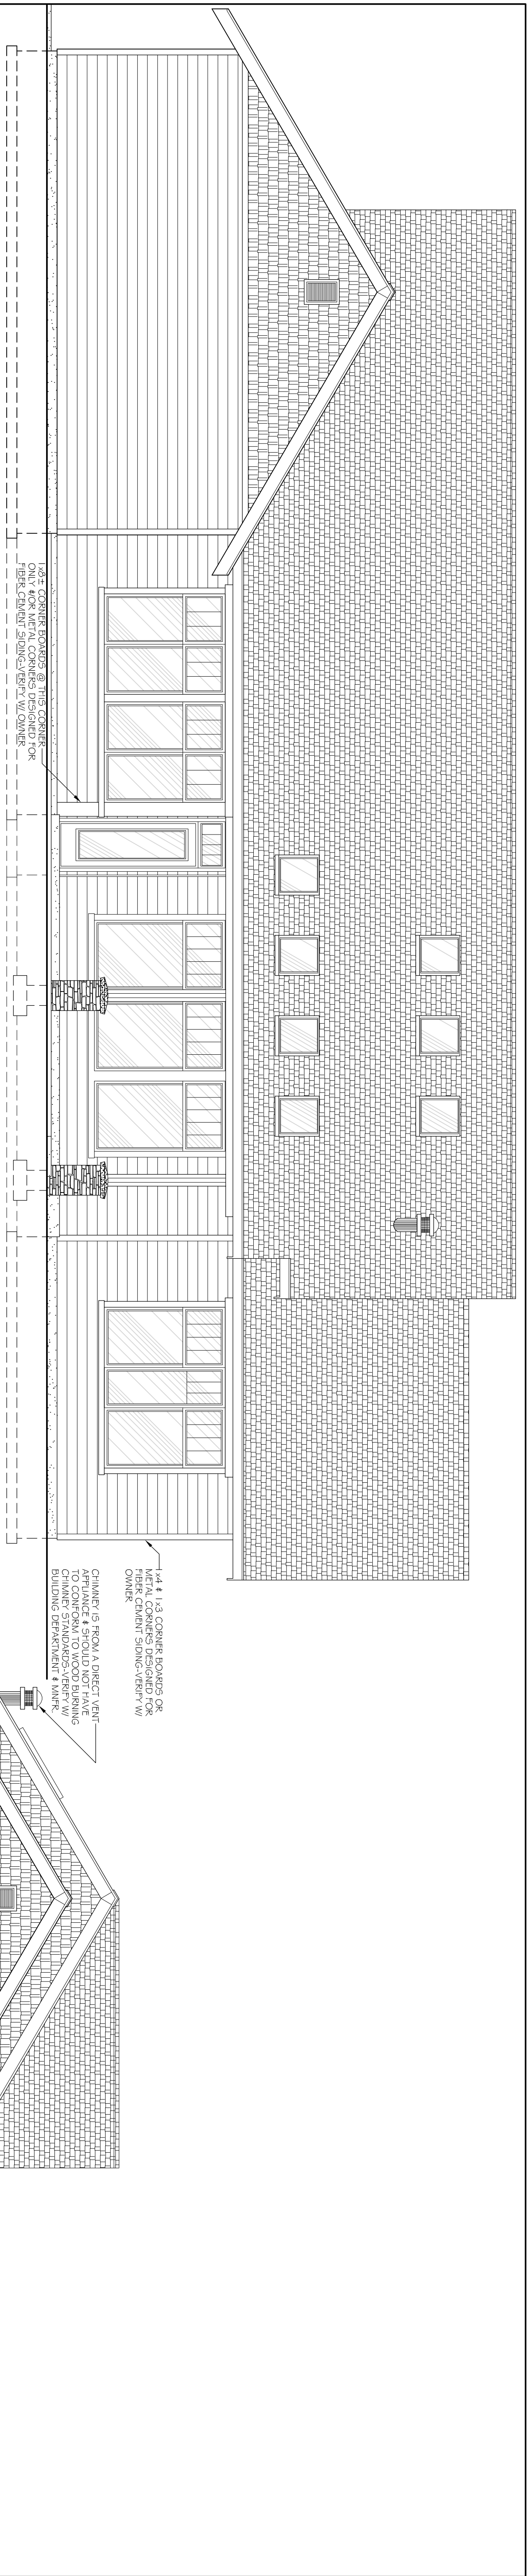 1x8± CORNER BOARDS @ THIS CORNER
ONLY &/OR METAL CORNERS DESIGNED FOR
FIBER CEMENT SIDING-VERIFY W/ OWNER
1x4 & 1x3 CORNER BOARDS OR
METAL CORNERS DESIGNED FOR
FIBER CEMENT SIDING-VERIFY W/
OWNER
CHIMNEY IS FROM A DIRECT VENT
APPLIANCE & SHOULD NOT HAVE
TO CONFORM TO WOOD BURNING
CHIMNEY STANDARDS-VERIFY W/
BUILDING DEPARTMENT & MNFR.